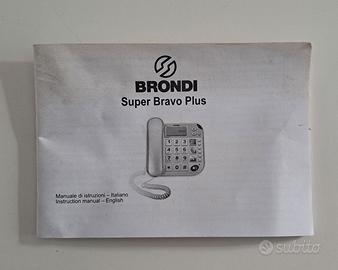 BRONDI
Super Bravo Plus
Manuale di istruzioni – Italiano
Instruction manual – English
subito